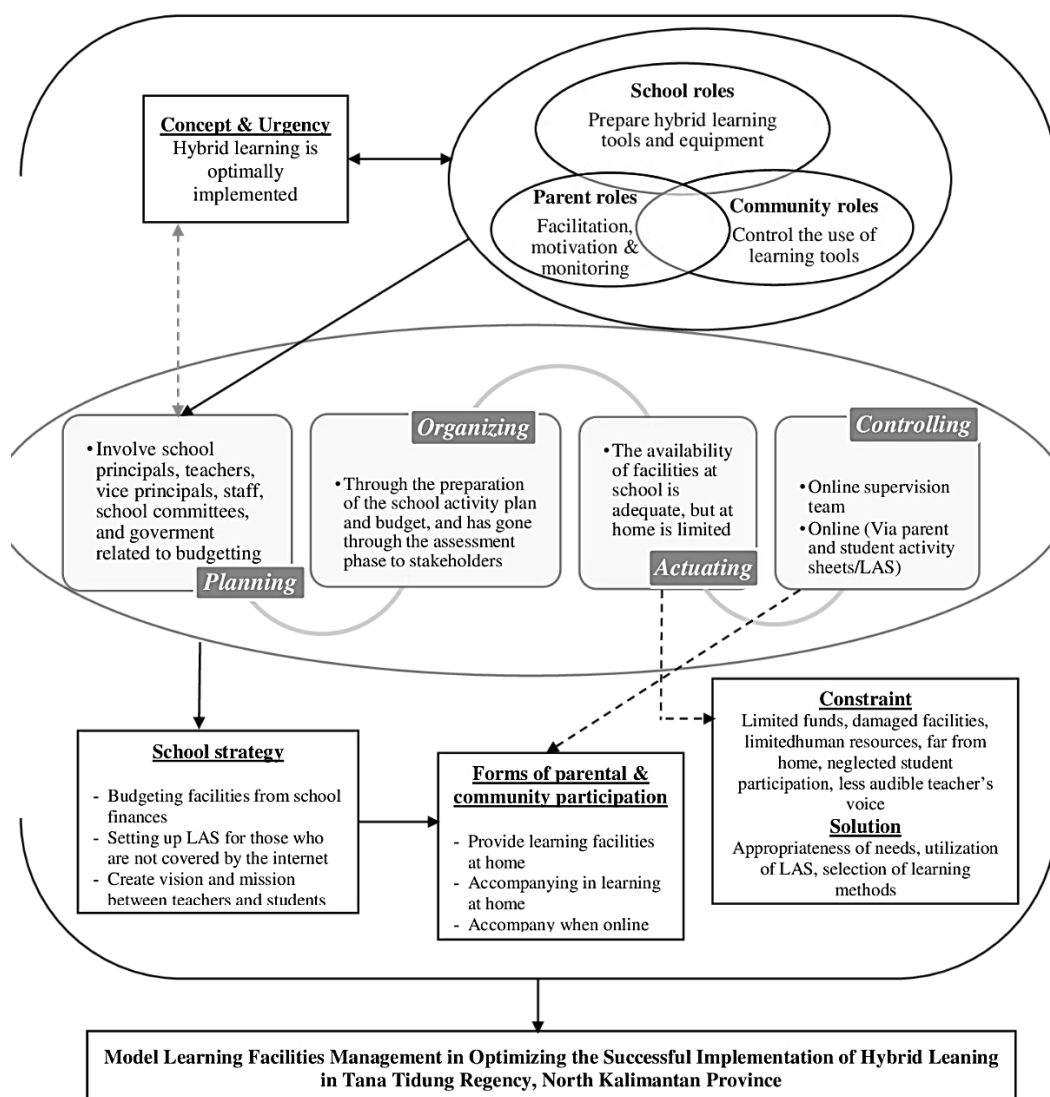 School roles
Prepare hybrid learning
tools and equipment
Concept & Urgency
Hybrid learning is
optimally
implemented
Parent roles
Facilitation,
motivation &
monitoring
Community roles
Control the use of
learning tools
• Involve school
principals, teachers,
vice principals, staff,
school committees,
and goverment
related to budgetting
Planning
Organizing
• Through the preparation
of the school activity plan
and budget, and has gone
through the assessment
phase to stakeholders
• The availability
of facilities at
school is
adequate, but at
home is limited
Actuating
Controlling
• Online supervision
team
• Online (Via parent
and student activity
sheets/LAS)
School strategy
- Budgeting facilities from school
finances
- Setting up LAS for those who
are not covered by the internet
- Create vision and mission
between teachers and students
Forms of parental &
community participation
- Provide learning facilities
at home
- Accompanying in learning
at home
- Accompany when online
Constraint
Limited funds, damaged facilities,
limitedhuman resources, far from
home, neglected student
participation, less audible teacher's
voice
Solution
Appropriateness of needs, utilization
of LAS, selection of learning
methods
Model Learning Facilities Management in Optimizing the Successful Implementation of Hybrid Leaning
in Tana Tidung Regency, North Kalimantan Province